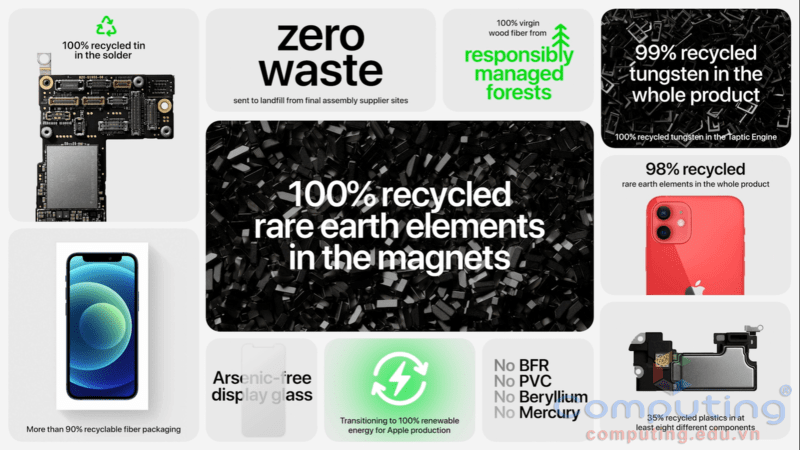 100% recycled tin
in the solder
zero
waste
sent to landfill from final assembly supplier sites
100% virgin
wood fiber from
responsibly
managed
forests
99% recycled
tungsten in the
whole product
100% recycled tungsten in the Taptic Engine
100% recycled
rare earth elements
in the magnets
98% recycled
rare earth elements in the whole product
More than 90% recyclable fiber packaging
Arsenic-free
display glass
Transitioning to 100% renewable
energy for Apple production
No BFR
No PVC
No Beryllium
No Mercury
35% recycled plastics in at
least eight different components
Computing®
computing.edu.vn